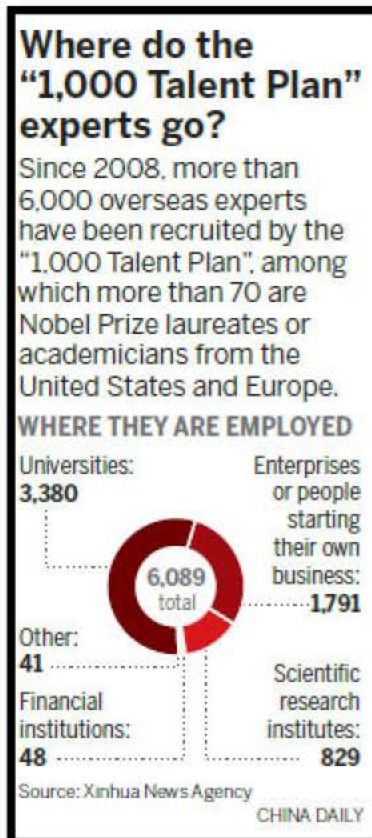 Where do the
“1,000 Talent Plan”
experts go?
Since 2008, more than
6,000 overseas experts
have been recruited by the
“1,000 Talent Plan”, among
which more than 70 are
Nobel Prize laureates or
academicians from the
United States and Europe.
WHERE THEY ARE EMPLOYED
Universities:
3,380
Enterprises
or people
starting
their own
business:
1,791
6,089
total
Other:
41
Financial
institutions:
48
Scientific
research
institutes:
829
Source: Xinhua News Agency
CHINA DAILY